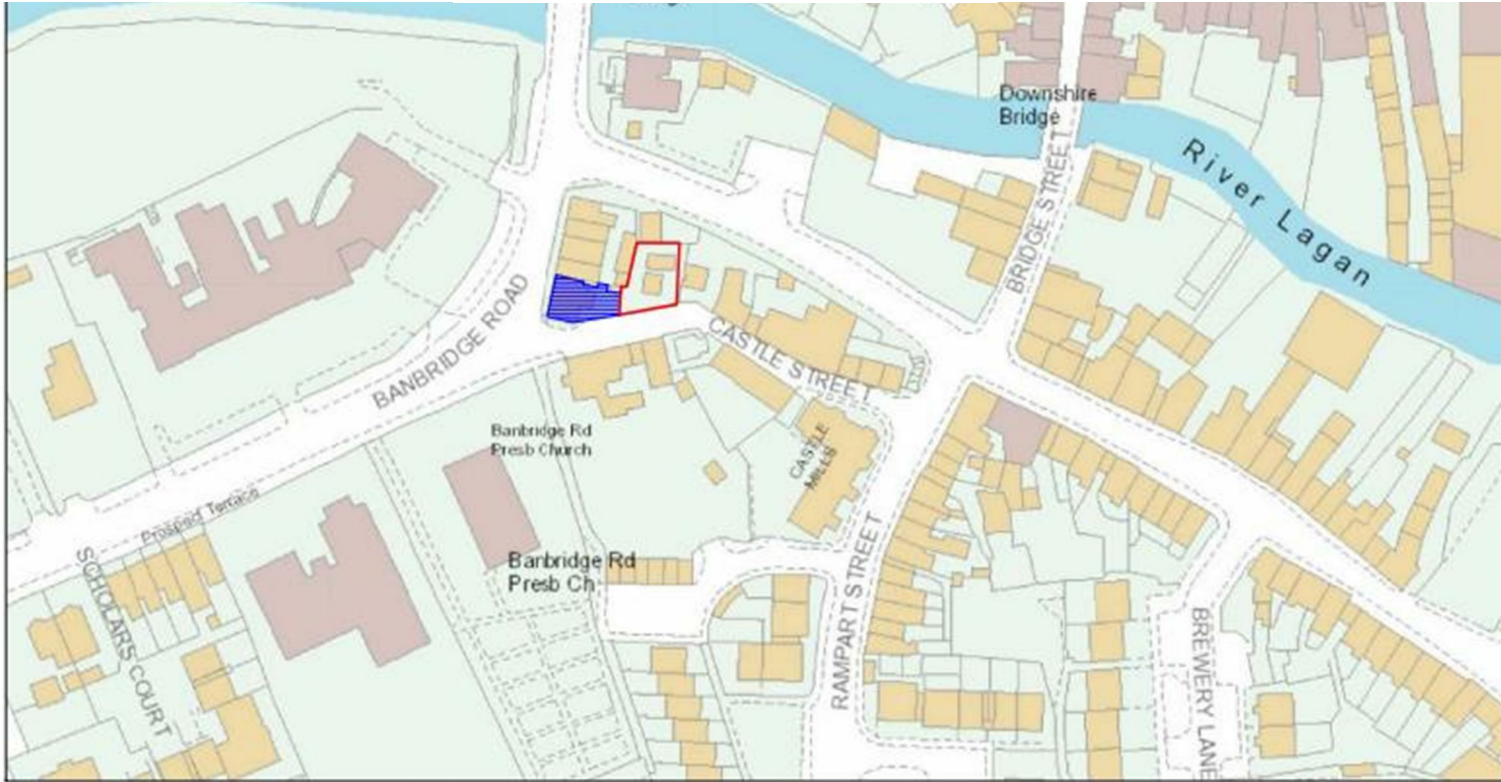 Downshire
Bridge
River Lagan
BRIDGE STREET
BANBRIDGE ROAD
CASTLE STREET
Banbridge Rd
Presb Church
CASTLE
MILLS
Prospect Terrace
Banbridge Rd
Presb Ch
SCHOLARS COURT
RAMPART STREET
BREWERY LANE